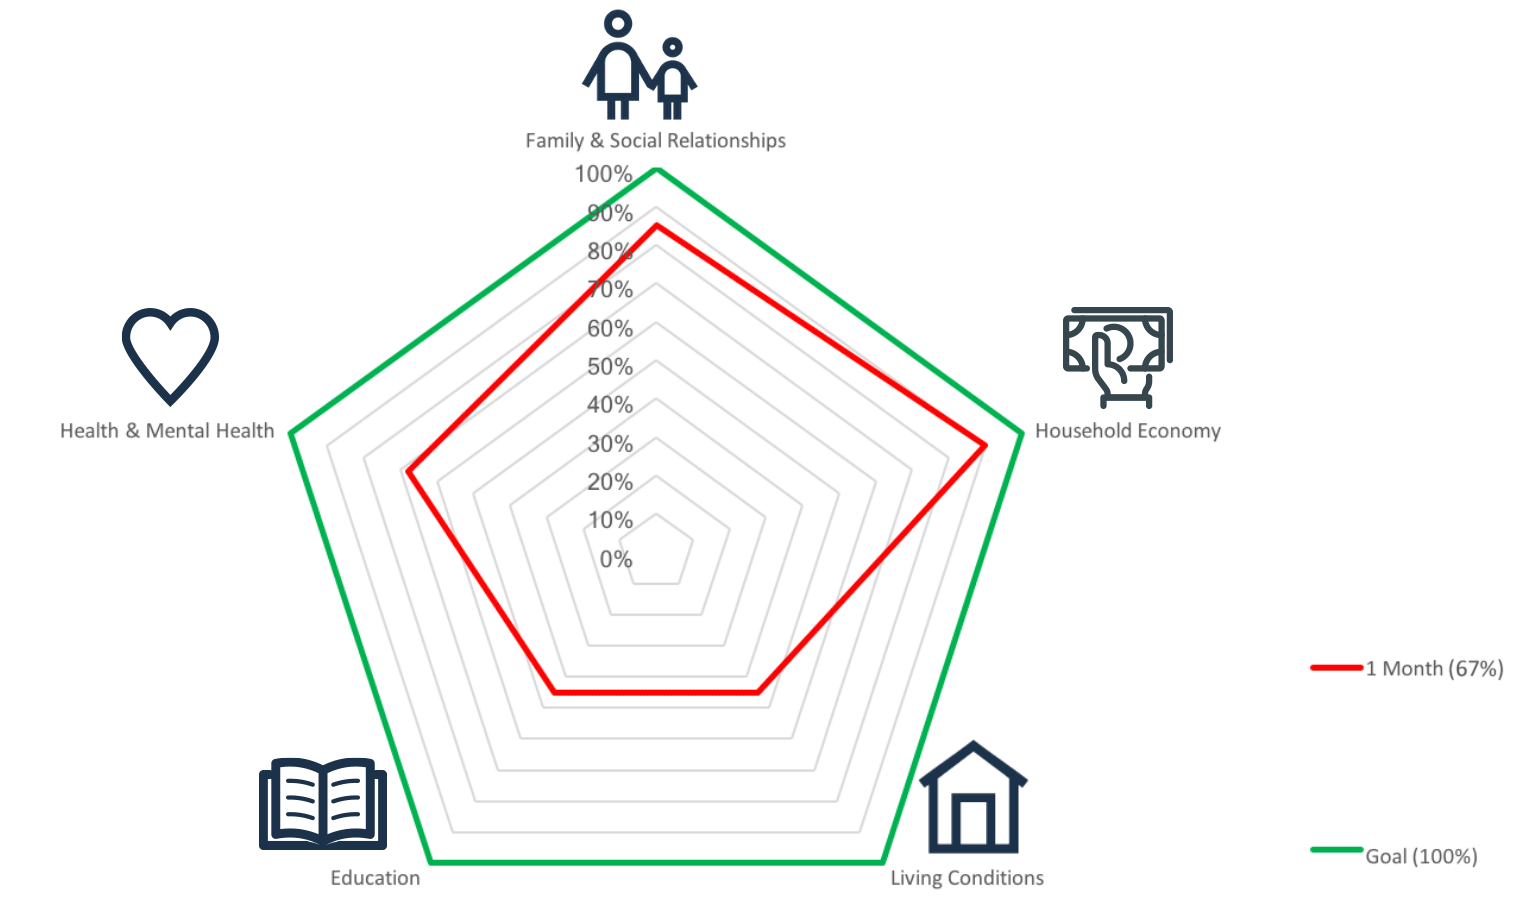 Family & Social Relationships
100%
90%
80%
70%
60%
50%
40%
30%
20%
10%
0%
Health & Mental Health
Household Economy
1 Month (67%)
Goal (100%)
Education
Living Conditions